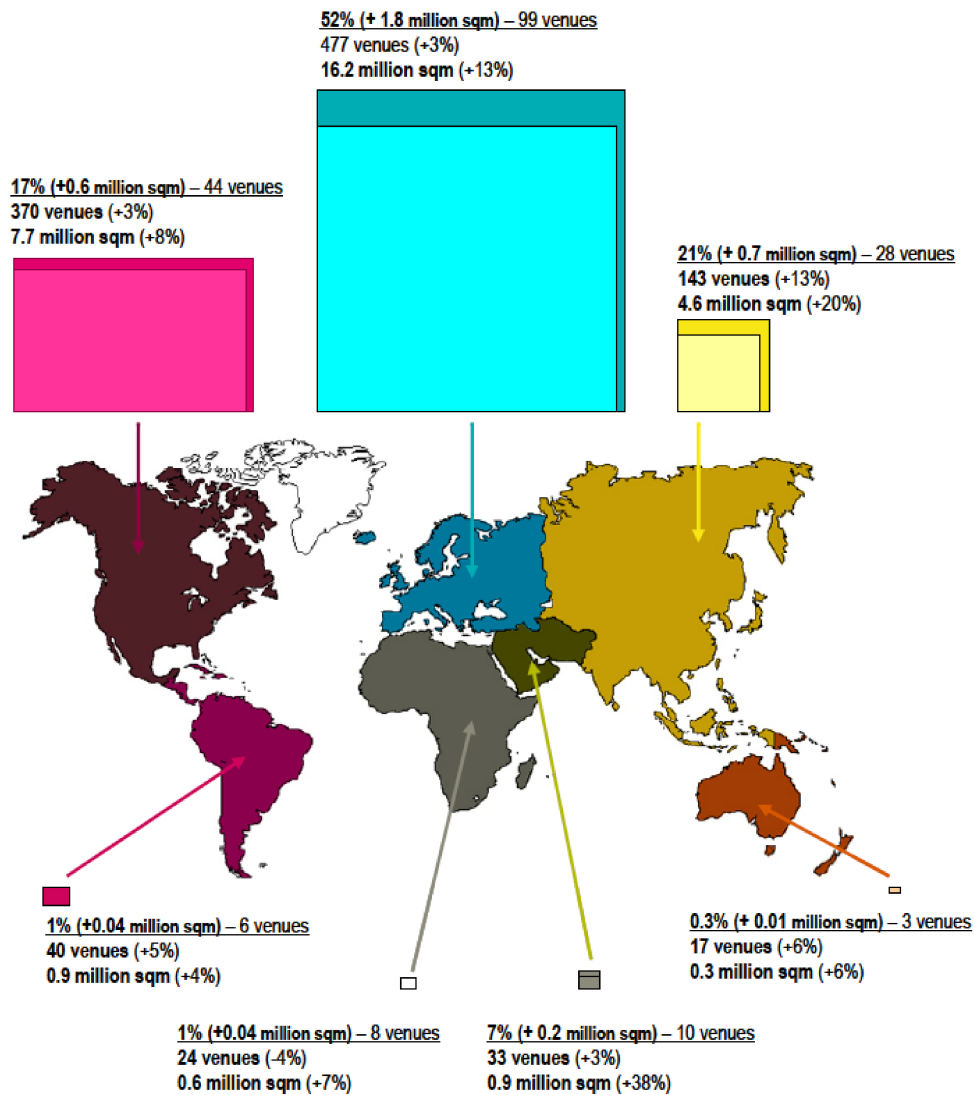 52% (+ 1.8 million sqm) – 99 venues
477 venues (+3%)
16.2 million sqm (+13%)
17% (+0.6 million sqm) – 44 venues
370 venues (+3%)
7.7 million sqm (+8%)
21% (+ 0.7 million sqm) – 28 venues
143 venues (+13%)
4.6 million sqm (+20%)
1% (+0.04 million sqm) – 6 venues
40 venues (+5%)
0.9 million sqm (+4%)
0.3% (+ 0.01 million sqm) – 3 venues
17 venues (+6%)
0.3 million sqm (+6%)
1% (+0.04 million sqm) – 8 venues
24 venues (-4%)
0.6 million sqm (+7%)
7% (+ 0.2 million sqm) – 10 venues
33 venues (+3%)
0.9 million sqm (+38%)